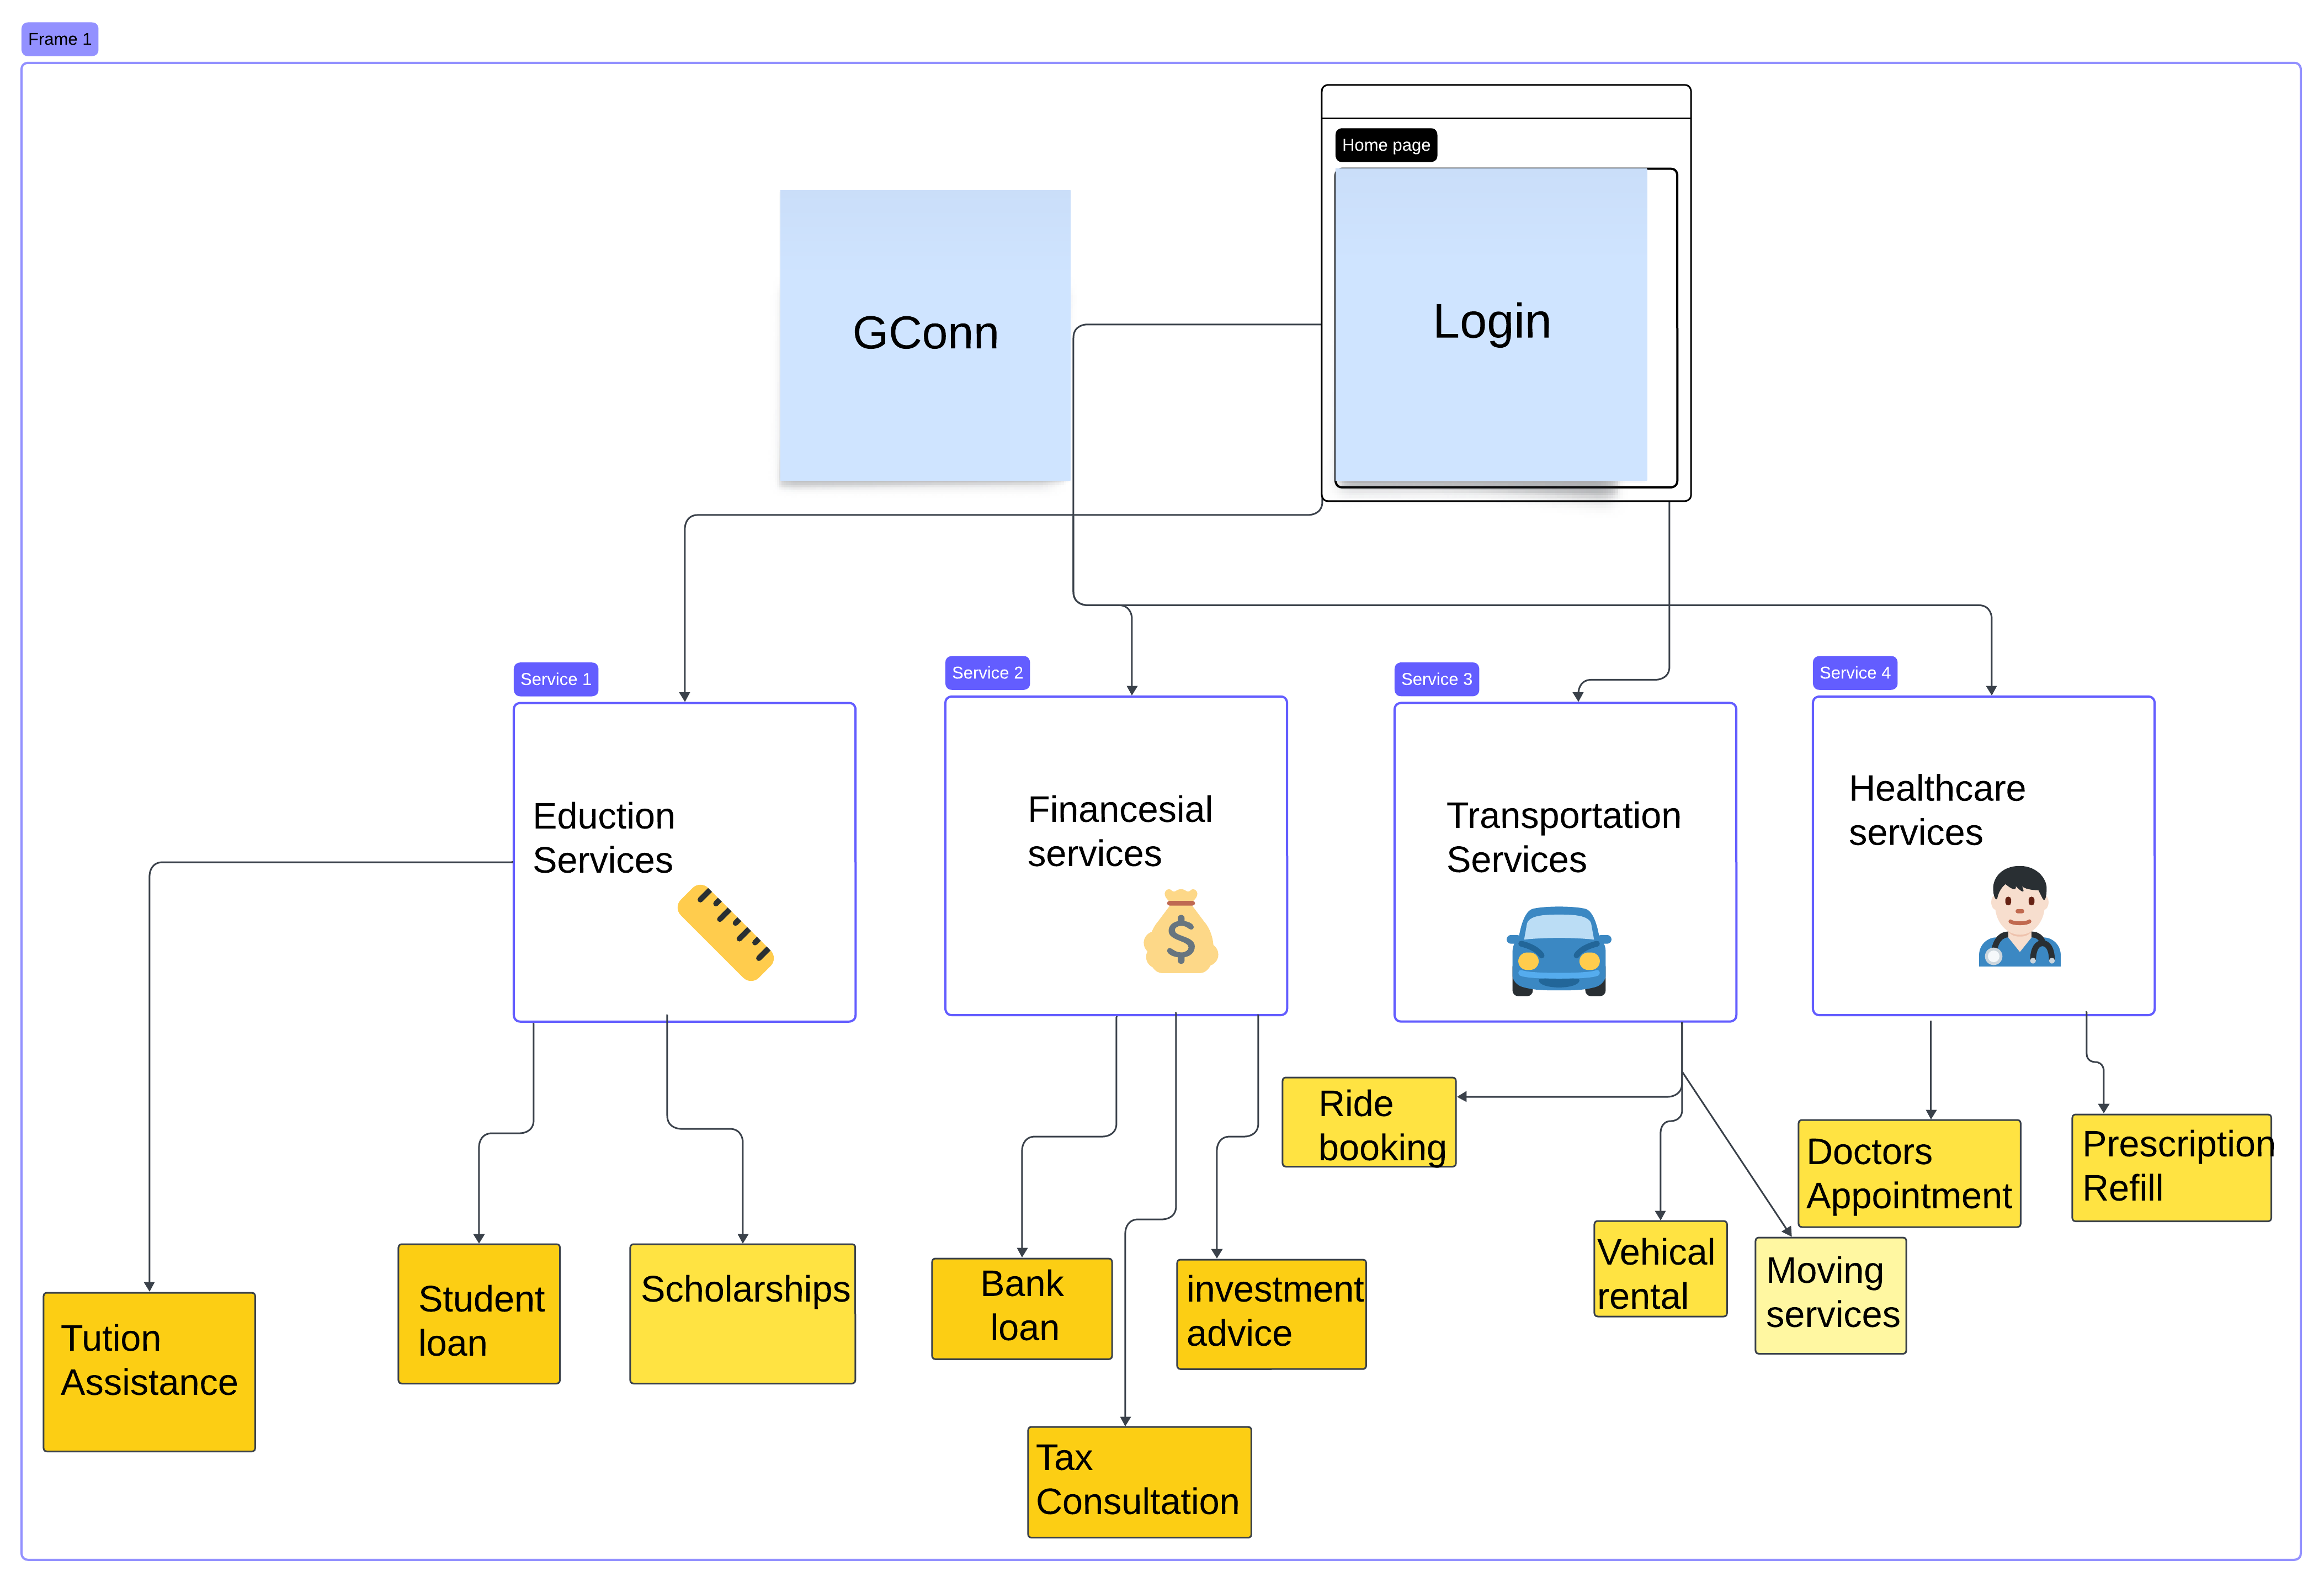 Frame 1
Home page
GConn
Login
Service 1
Service 2
Service 3
Service 4
Eduction
Services
Financesial
services
Transportation
Services
Healthcare
services
Ride
booking
Doctors
Appointment
Prescription
Refill
Vehical
rental
Moving
services
Tution
Assistance
Student
loan
Scholarships
Bank
loan
investment
advice
Tax
Consultation